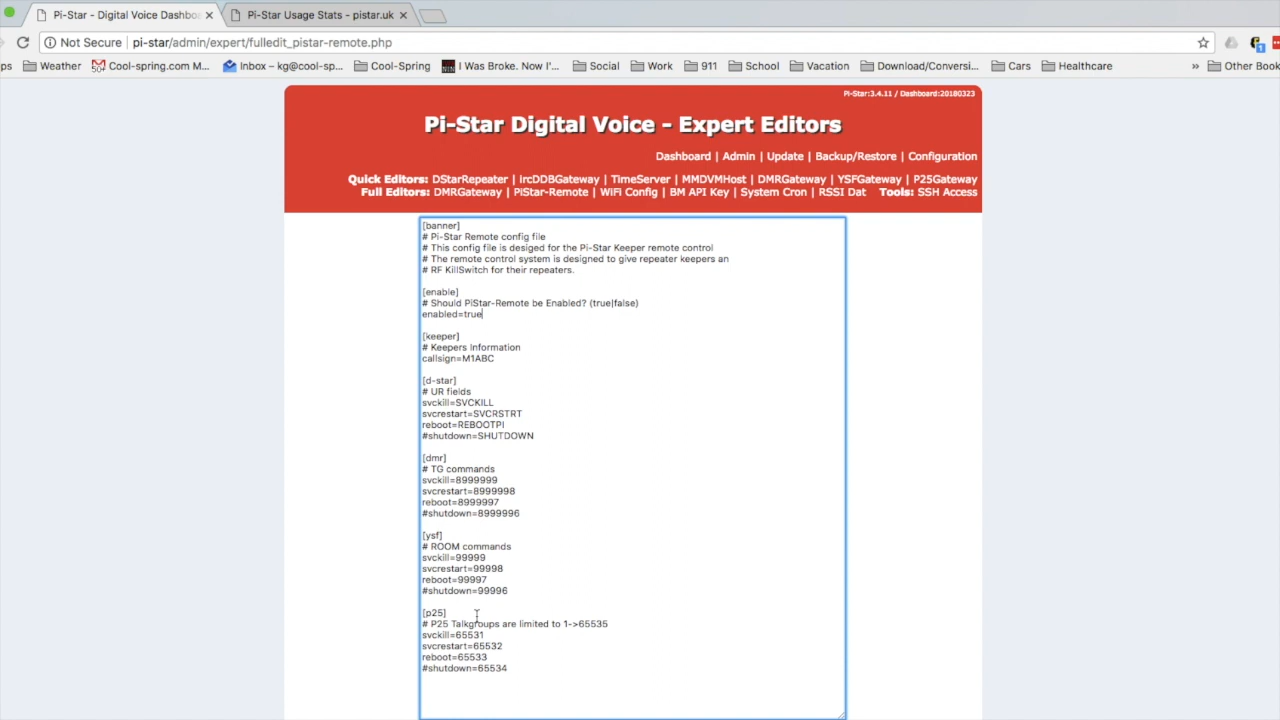 Pi-Star - Digital Voice Dashbo
Pi-Star Usage Stats - pistar.uk
Not Secure | pi-star/admin/expert/fulledit_pistar-remote.php
ps Weather Cool-spring.com M... Inbox – kg@cool-sp... Cool-Spring I Was Broke. Now I'... Social Work 911 School Vacation Download/Conversi... Cars Healthcare » Other Book
Pi-Star:3.4.11 / Dashboard:20180323
Pi-Star Digital Voice - Expert Editors
Dashboard | Admin | Update | Backup/Restore | Configuration
Quick Editors: DStarRepeater | ircDDBGateway | TimeServer | MMDVMHost | DMRGateway | YSFGateway | P25Gateway
Full Editors: DMRGateway | PiStar-Remote | WiFi Config | BM API Key | System Cron | RSSI Dat Tools: SSH Access
[banner]
# Pi-Star Remote config file
# This config file is desiged for the Pi-Star Keeper remote control
# The remote control system is designed to give repeater keepers an
# RF KillSwitch for their repeaters.
[enable]
# Should PiStar-Remote be Enabled? (true|false)
enabled=true
[keeper]
# Keepers Information
callsign=M1ABC
[d-star]
# UR fields
svckill=SVCKILL
svcrestart=SVCRSTRT
reboot=REBOOTPI
#shutdown=SHUTDOWN
[dmr]
# TG commands
svckill=8999999
svcrestart=8999998
reboot=8999997
#shutdown=8999996
[ysf]
# ROOM commands
svckill=99999
svcrestart=99998
reboot=99997
#shutdown=99996
[p25]
# P25 Talkgroups are limited to 1->65535
svckill=65531
svcrestart=65532
reboot=65533
#shutdown=65534